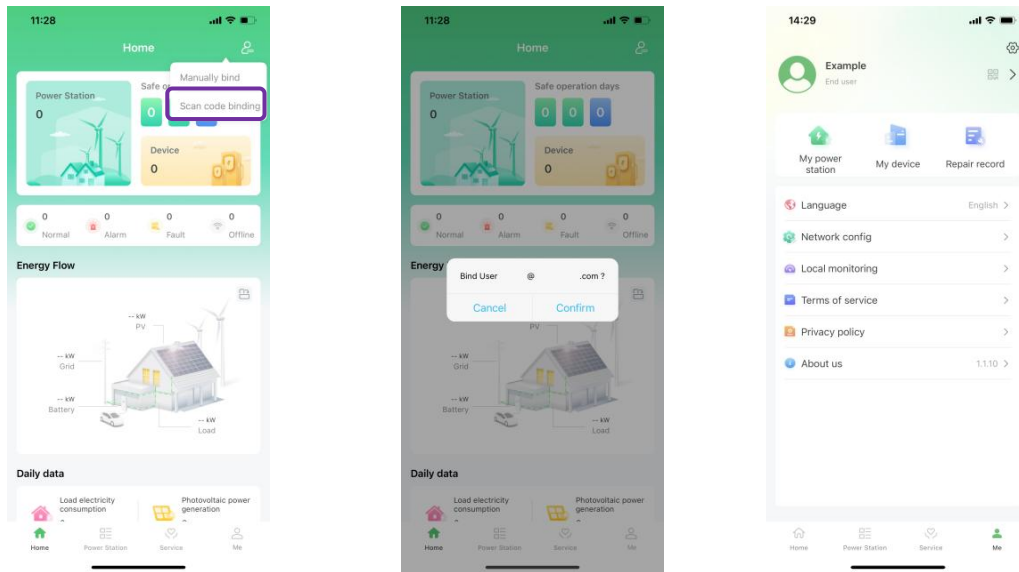 11:28
Home
Manually bind
Scan code binding
Power Station
0
Safe o
0
Device
0
0
Normal
0
Alarm
0
Fault
0
Offline
Energy Flow
-- kW
PV
-- kW
Grid
-- kW
Battery
-- kW
Load
Daily data
Load electricity
consumption
Photovoltaic power
generation
Home
Power Station
Service
Me
11:28
Home
Power Station
0
Safe operation days
0 0 0
Device
0
0
Normal
0
Alarm
0
Fault
0
Offline
Energy
Bind User @ .com ?
Cancel
Confirm
PV
-- kW
Grid
-- kW
Battery
-- kW
Load
Daily data
Load electricity
consumption
Photovoltaic power
generation
Home
Power Station
Service
Me
14:29
Example
End user
My power
station
My device
Repair record
Language
English
Network config
Local monitoring
Terms of service
Privacy policy
About us
1.1.10
Home
Power Station
Service
Me